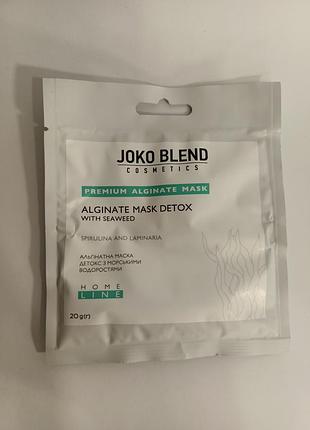 JOKO BLEND
COSMETICS
PREMIUM ALGINATE MASK
ALGINATE MASK DETOX
WITH SEAWEED
SPIRULINA AND LAMINARIA
АЛЬГІНАТНА МАСКА
ДЕТОКС З МОРСЬКИМИ
ВОДОРОСТЯМИ
HOME
LINE
20 g(г)